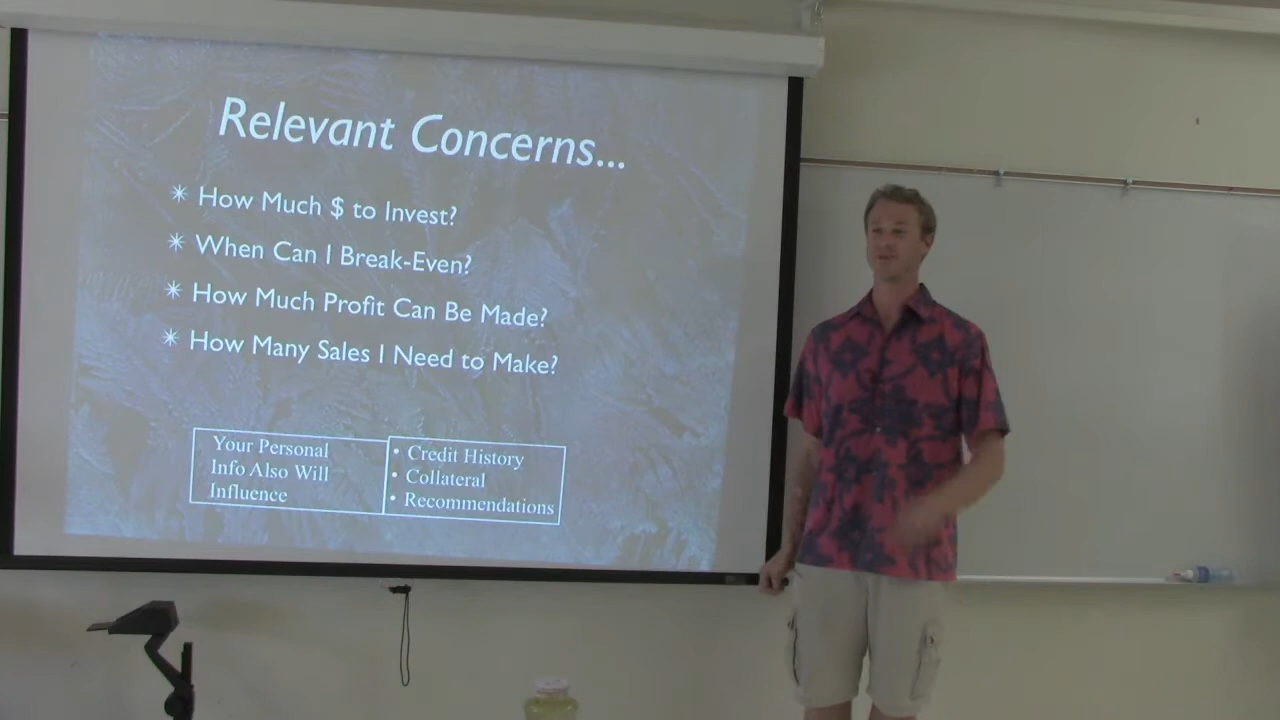 Relevant Concerns...
✴ How Much $ to Invest?
✴ When Can I Break-Even?
✴ How Much Profit Can Be Made?
✴ How Many Sales I Need to Make?
Your Personal
Info Also Will
Influence
• Credit History
• Collateral
• Recommendations